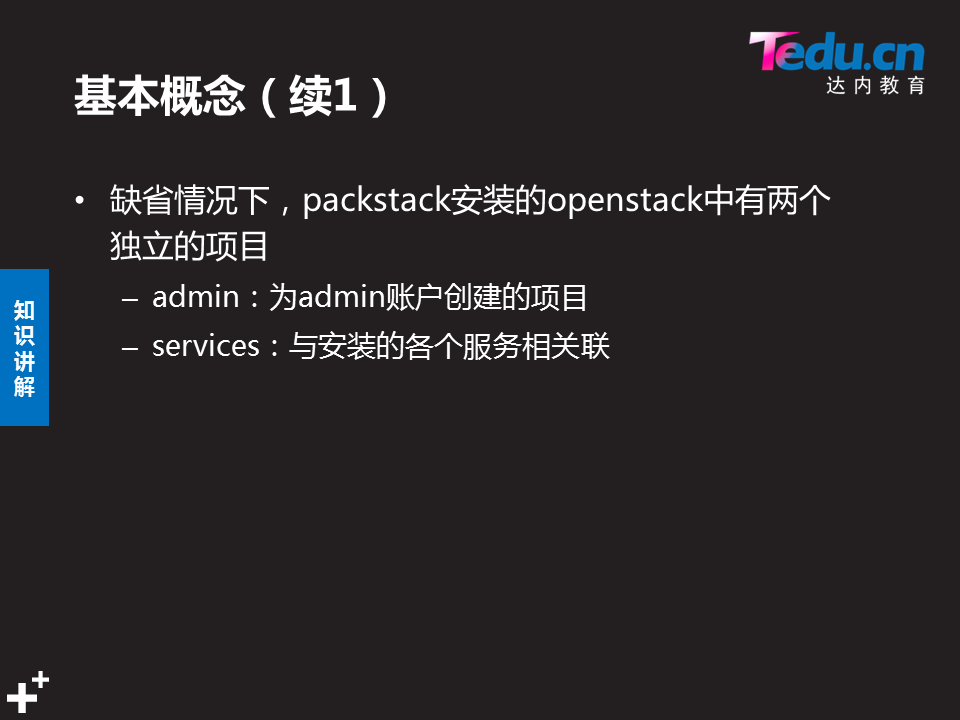 Tedu.cn
达内教育
基本概念（续1）
• 缺省情况下，packstack安装的openstack中有两个
独立的项目
– admin：为admin账户创建的项目
– services：与安装的各个服务相关联
知
识
讲
解